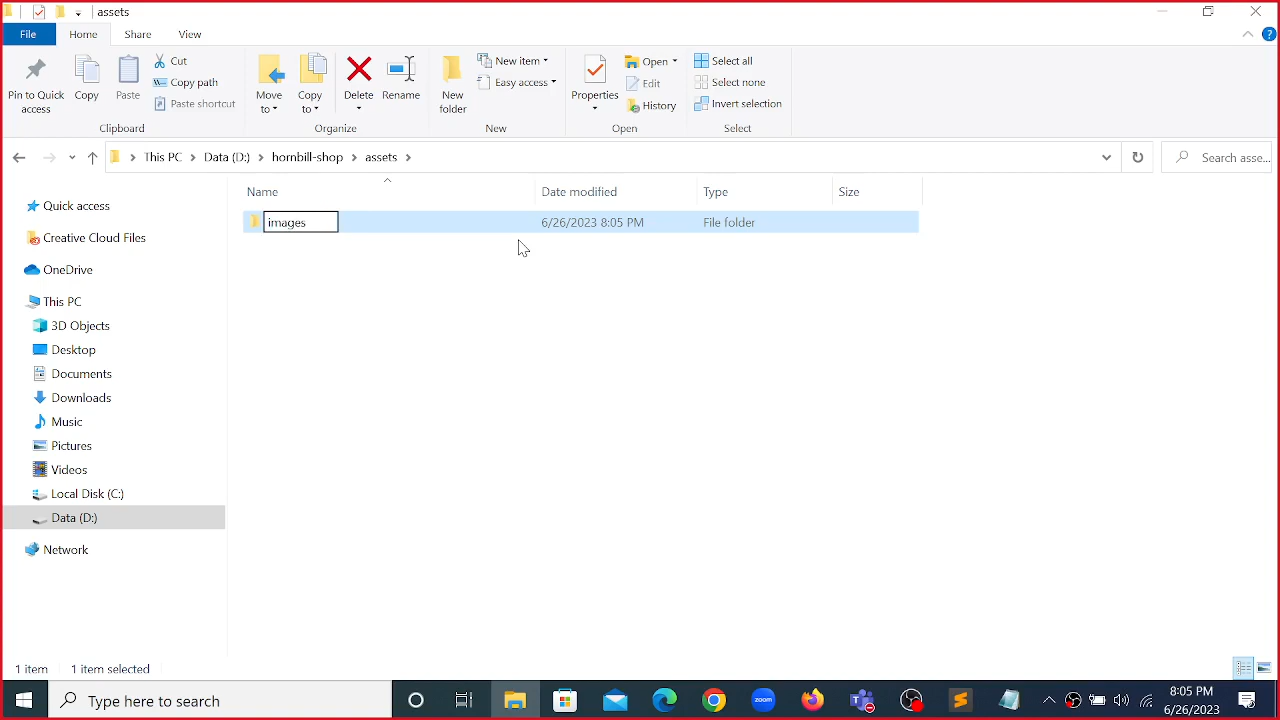 assets
File Home Share View
Pin to Quick access
Copy
Paste
Cut
Copy path
Paste shortcut
Clipboard
Move to
Copy to
Delete
Rename
Organize
New folder
New item
Easy access
New
Properties
Open
Edit
History
Open
Select all
Select none
Invert selection
Select
This PC Data (D:) hornbill-shop assets
Search asse...
Name Date modified Type Size
images 6/26/2023 8:05 PM File folder
Quick access
Creative Cloud Files
OneDrive
This PC
3D Objects
Desktop
Documents
Downloads
Music
Pictures
Videos
Local Disk (C:)
Data (D:)
Network
1 item 1 item selected
Type here to search
zoom
8:05 PM
6/26/2023